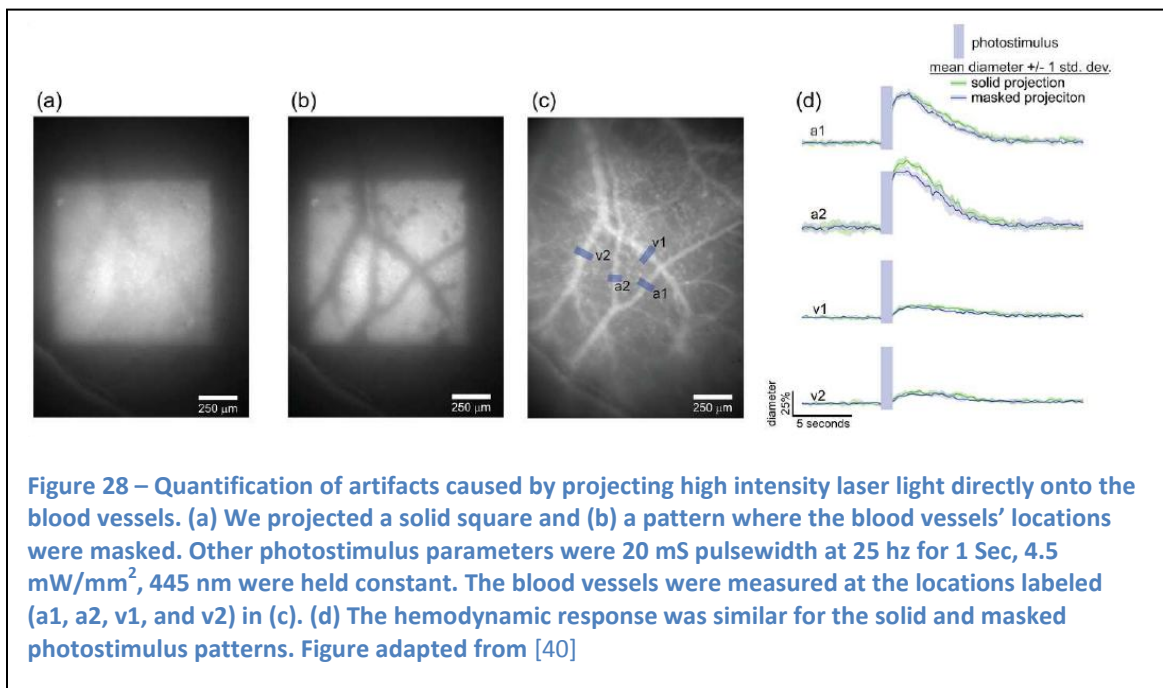 photostimulus
mean diameter +/- 1 std. dev.
solid projection
masked projeciton
(a)
(b)
(c)
(d)
a1
a2
v1
v2
v2
v1
a2
a1
250 µm
250 µm
250 µm
diameter
25%
5 seconds
Figure 28 – Quantification of artifacts caused by projecting high intensity laser light directly onto the
blood vessels. (a) We projected a solid square and (b) a pattern where the blood vessels’ locations
were masked. Other photostimulus parameters were 20 mS pulsewidth at 25 hz for 1 Sec, 4.5
mW/mm², 445 nm were held constant. The blood vessels were measured at the locations labeled
(a1, a2, v1, and v2) in (c). (d) The hemodynamic response was similar for the solid and masked
photostimulus patterns. Figure adapted from [40]